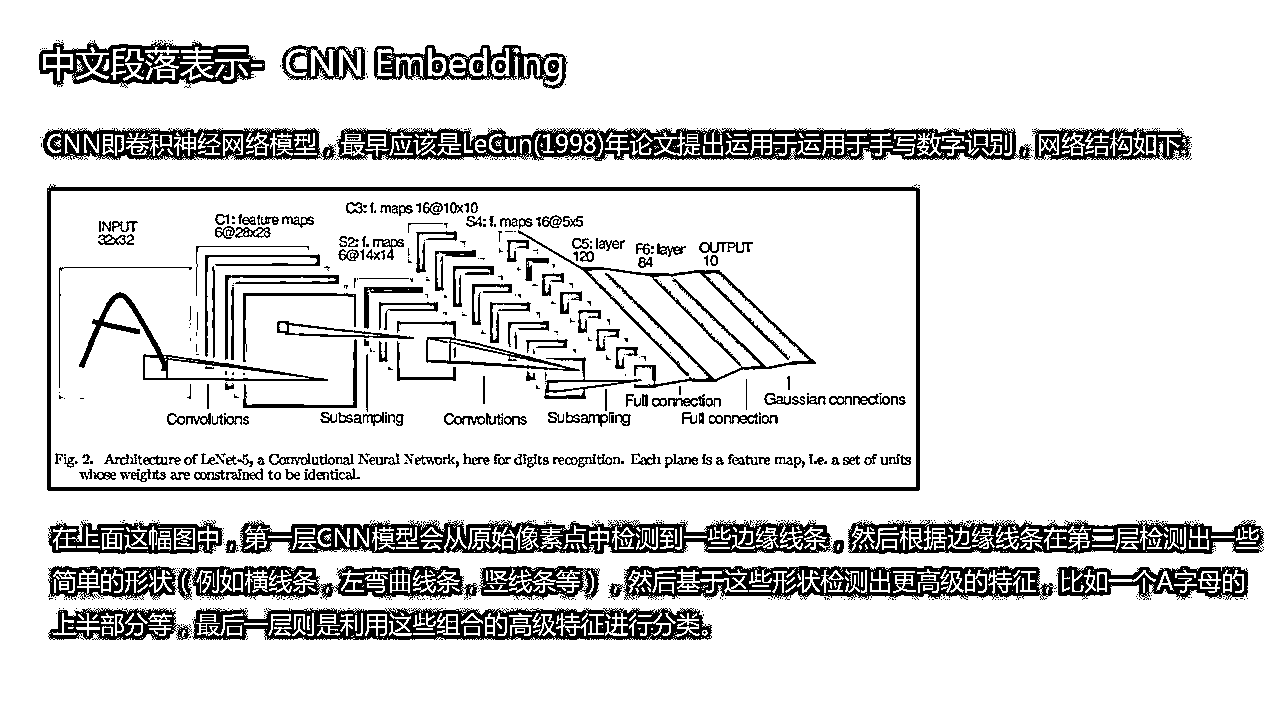 中文段落表示- CNN Embedding
CNN即卷积神经网络模型，最早应该是LeCun(1998)年论文提出运用于运用于手写数字识别，网络结构如下:
INPUT
32x32
C1: feature maps
6@28x28
S2: f. maps
6@14x14
C3: f. maps 16@10x10
S4: f. maps 16@5x5
C5: layer
120
F6: layer
84
OUTPUT
10
Convolutions
Subsampling
Convolutions
Subsampling
Full connection
Full connection
Gaussian connections
Fig. 2. Architecture of LeNet-5, a Convolutional Neural Network, here for digits recognition. Each plane is a feature map, i.e. a set of units
whose weights are constrained to be identical.
在上面这幅图中，第一层CNN模型会从原始像素点中检测到一些边缘线条，然后根据边缘线条在第二层检测出一些
简单的形状（例如横线条，左弯曲线条，竖线条等），然后基于这些形状检测出更高级的特征，比如一个A字母的
上半部分等，最后一层则是利用这些组合的高级特征进行分类。